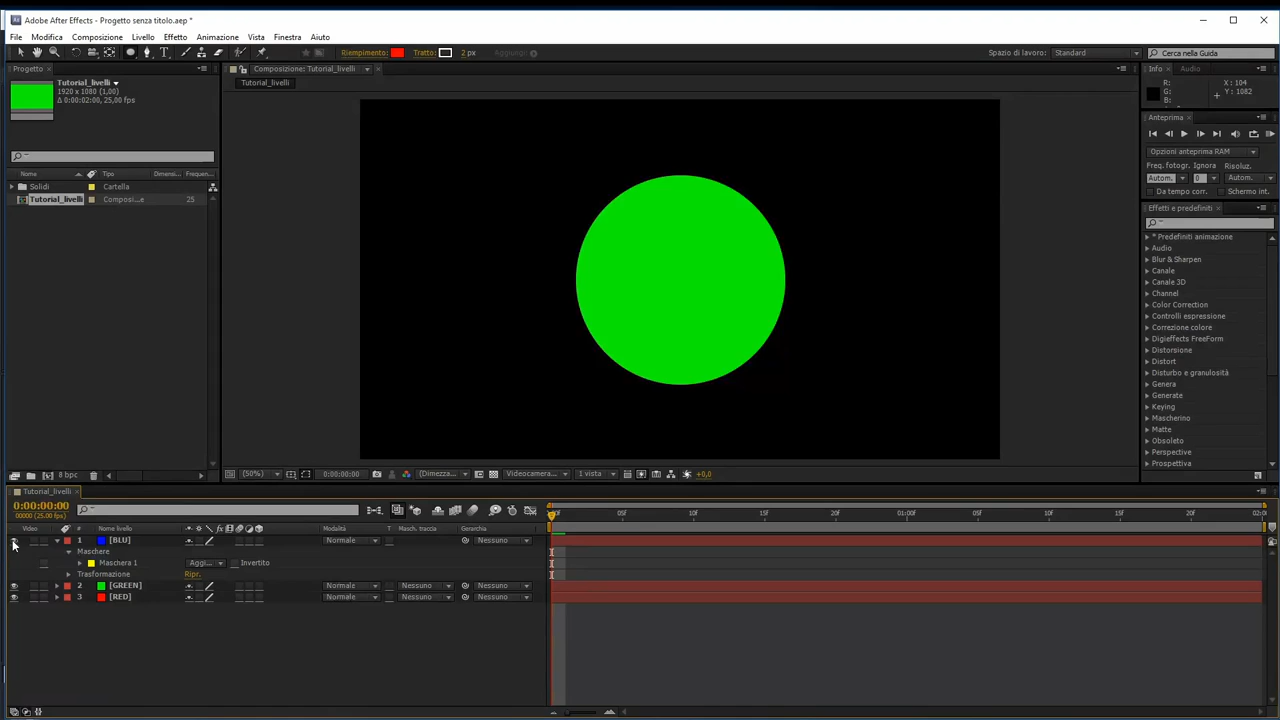 Adobe After Effects - Progetto senza titolo.aep *
File Modifica Composizione Livello Effetto Animazione Vista Finestra Aiuto
Riempimento: Tratto: 2 px Aggiungi: Spazio di lavoro: Standard Cerca nella Guida
Progetto
Tutorial_livelli
1920 x 1080 (1,00)
Δ 0:00:02:00, 25,00 fps
Nome Tipo Dimensi... Frequen...
Solidi Cartella
Tutorial_livelli Composi...e 25
8 bpc
Composizione: Tutorial_livelli
Tutorial_livelli
(50%) 0:00:00:00 (Dimezza... Videocamera... 1 vista +0,0
Info Audio
R: X : 104
G: Y : 1082
B:
Anteprima
Opzioni anteprima RAM
Freq. fotogr. Ignora Risoluz.
Autom. 0 Autom.
Da tempo corr. Schermo int.
Effetti e predefiniti
* Predefiniti animazione
Audio
Blur & Sharpen
Canale
Canale 3D
Channel
Color Correction
Controlli espressione
Correzione colore
Digieffects FreeForm
Distorsione
Distort
Disturbo e granulosità
Genera
Generate
Keying
Mascherino
Matte
Obsoleto
Perspective
Prospettiva
Tutorial_livelli
0:00:00:00
00000 (25.00 fps)
Video # Nome livello Modalità T Masch. traccia Gerarchia
1 [BLU] Normale Nessuno
Maschere
Maschera 1 Aggi... Invertito
Trasformazione Ripr.
2 [GREEN] Normale Nessuno Nessuno
3 [RED] Normale Nessuno Nessuno
05f 10f 15f 20f 01:00f 05f 10f 15f 20f 02:0